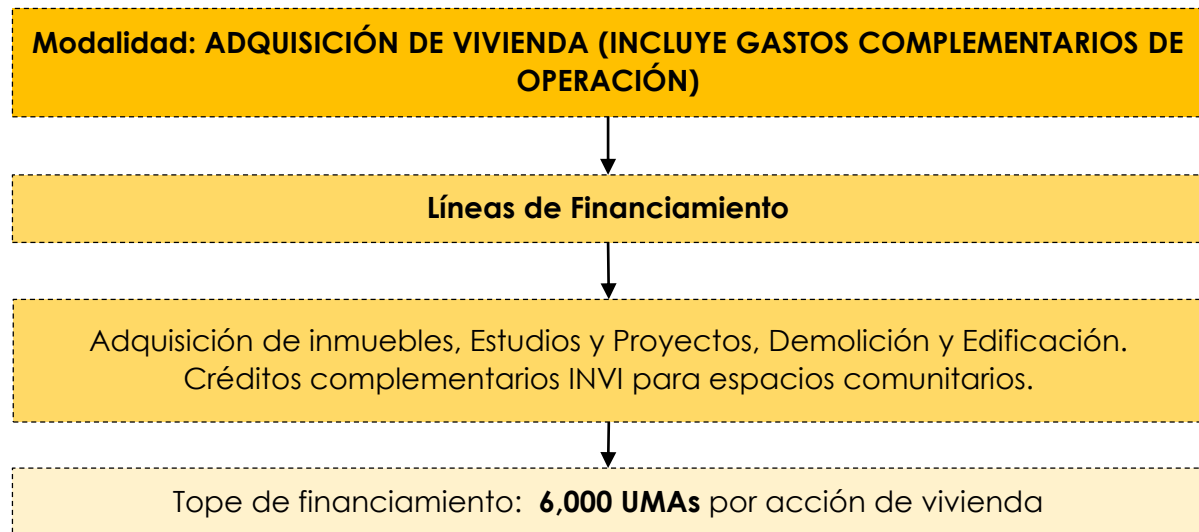 Modalidad: ADQUISICIÓN DE VIVIENDA (INCLUYE GASTOS COMPLEMENTARIOS DE
OPERACIÓN)
Líneas de Financiamiento
Adquisición de inmuebles, Estudios y Proyectos, Demolición y Edificación.
Créditos complementarios INVI para espacios comunitarios.
Tope de financiamiento: 6,000 UMAs por acción de vivienda